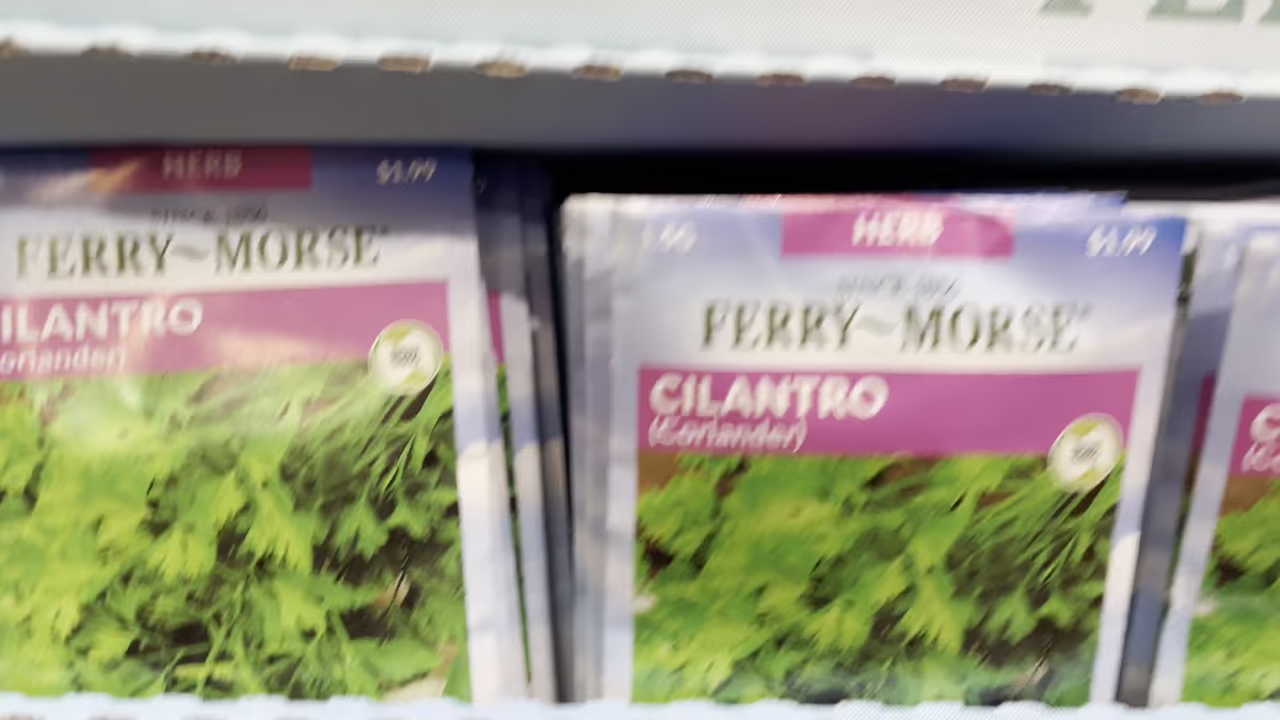 HERB
$1.99
FERRY~MORSE
ILANTRO
oriander)
HERB
$1.99
FERRY~MORSE
CILANTRO
(Coriander)
C